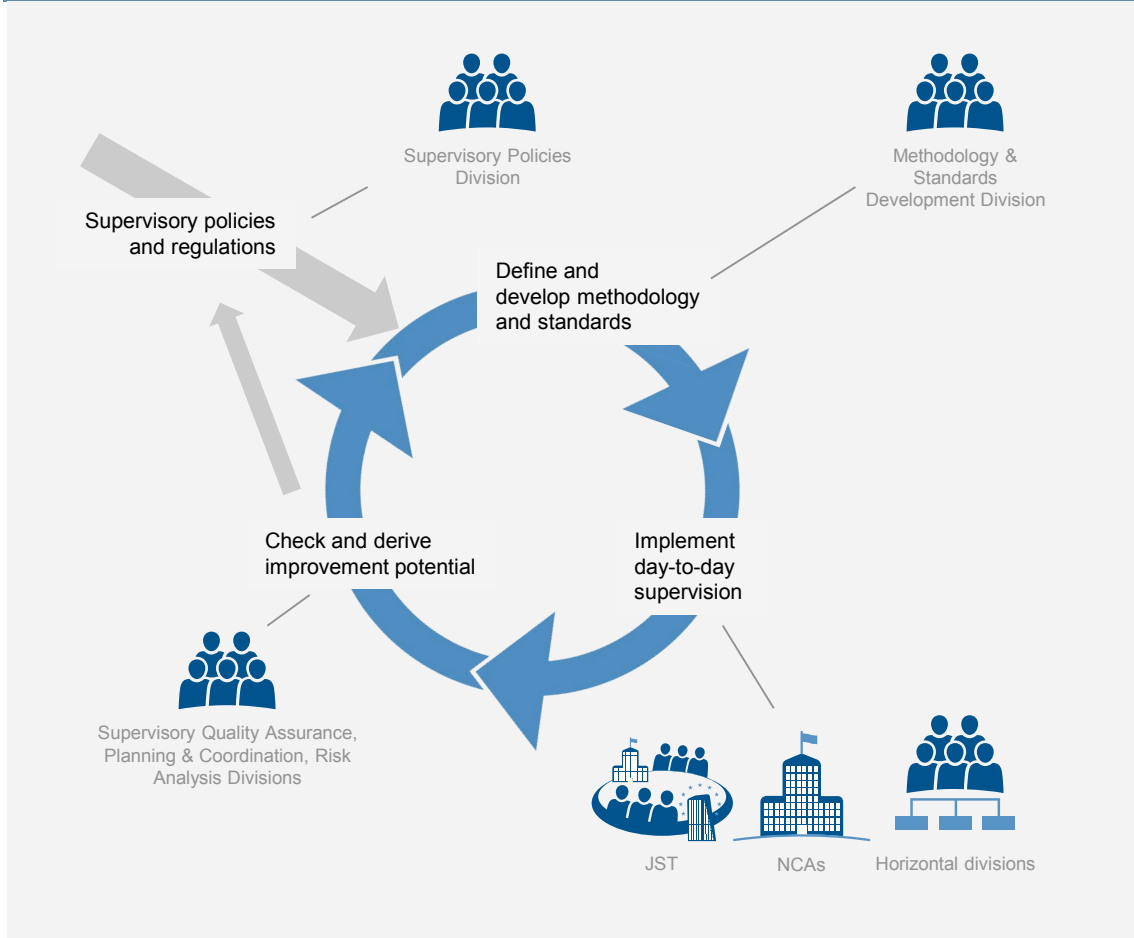 Supervisory Policies
Division
Methodology &
Standards
Development Division
Supervisory policies
and regulations
Define and
develop methodology
and standards
Check and derive
improvement potential
Implement
day-to-day
supervision
Supervisory Quality Assurance,
Planning & Coordination, Risk
Analysis Divisions
JST
NCAs
Horizontal divisions